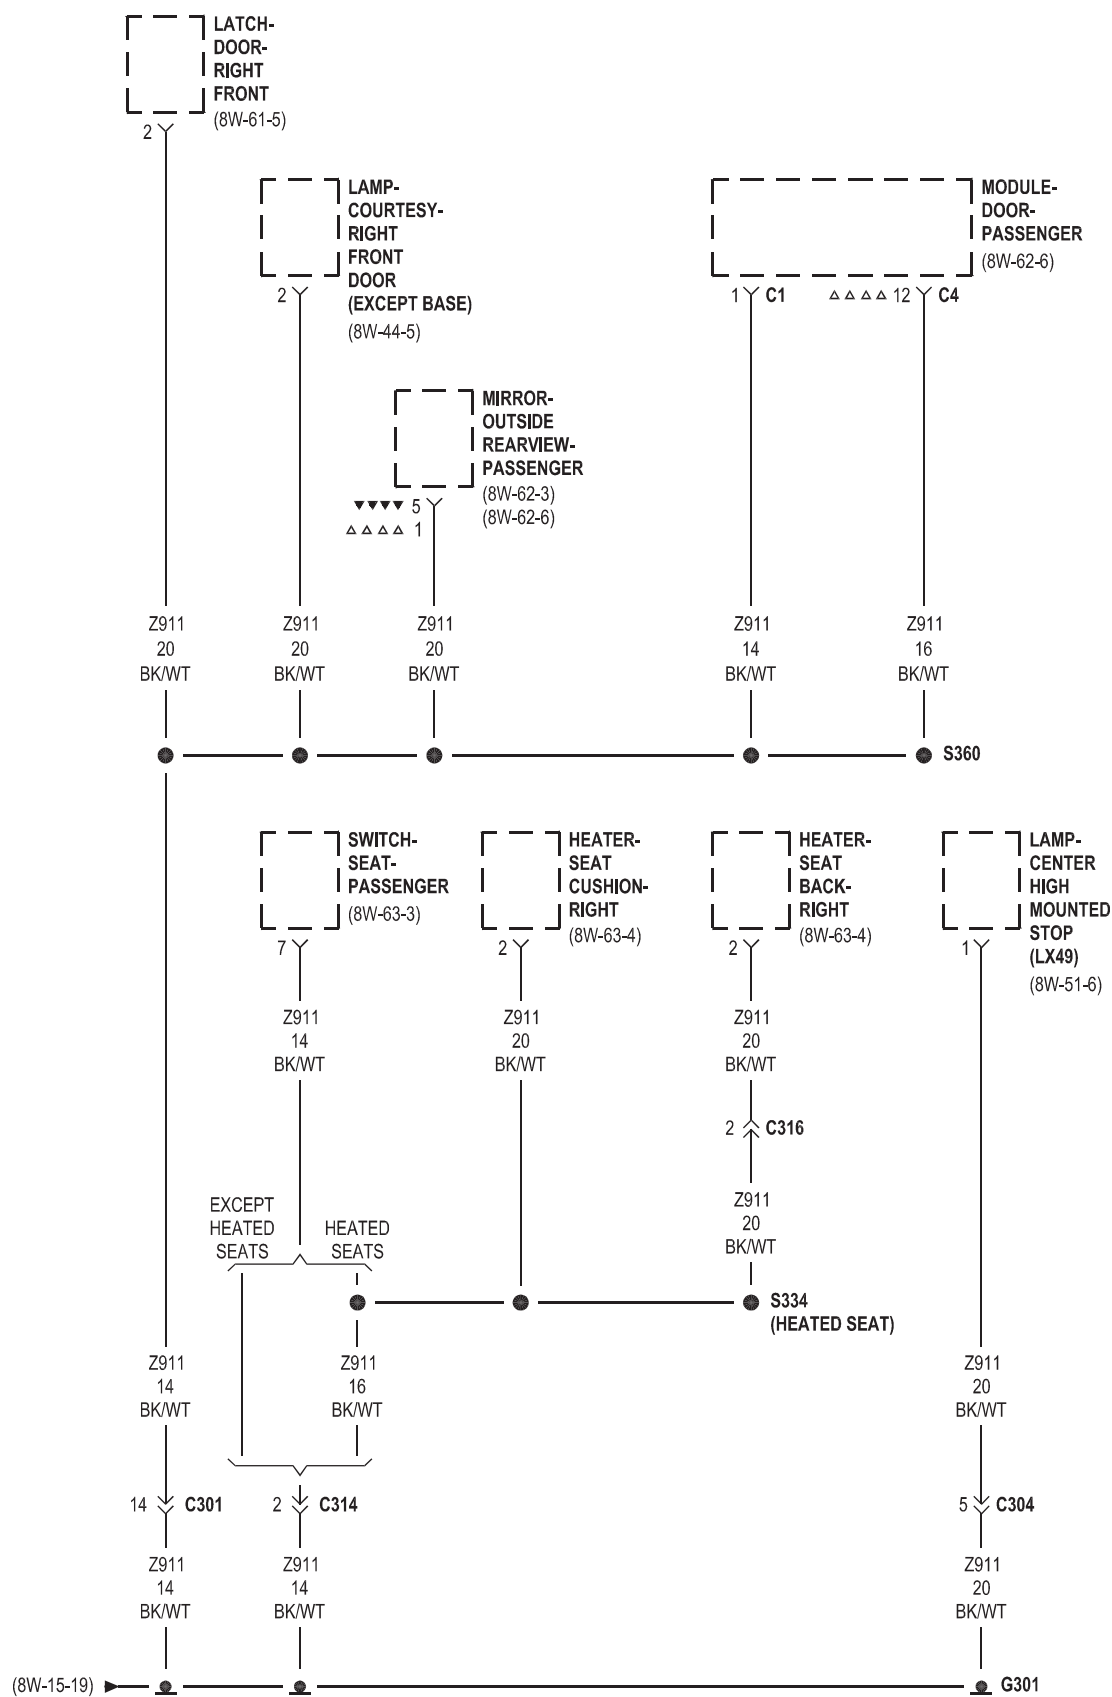 LATCH-
DOOR-
RIGHT
FRONT
(8W-61-5)
2
LAMP-
COURTESY-
RIGHT
FRONT
DOOR
(EXCEPT BASE)
(8W-44-5)
2
MODULE-
DOOR-
PASSENGER
(8W-62-6)
1 C1
12 C4
MIRROR-
OUTSIDE
REARVIEW-
PASSENGER
(8W-62-3)
(8W-62-6)
5
1
Z911
20
BK/WT
Z911
20
BK/WT
Z911
20
BK/WT
Z911
14
BK/WT
Z911
16
BK/WT
S360
SWITCH-
SEAT-
PASSENGER
(8W-63-3)
7
HEATER-
SEAT
CUSHION-
RIGHT
(8W-63-4)
2
HEATER-
SEAT
BACK-
RIGHT
(8W-63-4)
2
LAMP-
CENTER
HIGH
MOUNTED
STOP
(LX49)
(8W-51-6)
1
Z911
14
BK/WT
Z911
20
BK/WT
Z911
20
BK/WT
2 C316
Z911
20
BK/WT
EXCEPT
HEATED
SEATS
HEATED
SEATS
S334
(HEATED SEAT)
Z911
14
BK/WT
Z911
16
BK/WT
Z911
20
BK/WT
14 C301
2 C314
5 C304
Z911
14
BK/WT
Z911
14
BK/WT
Z911
20
BK/WT
(8W-15-19)
G301